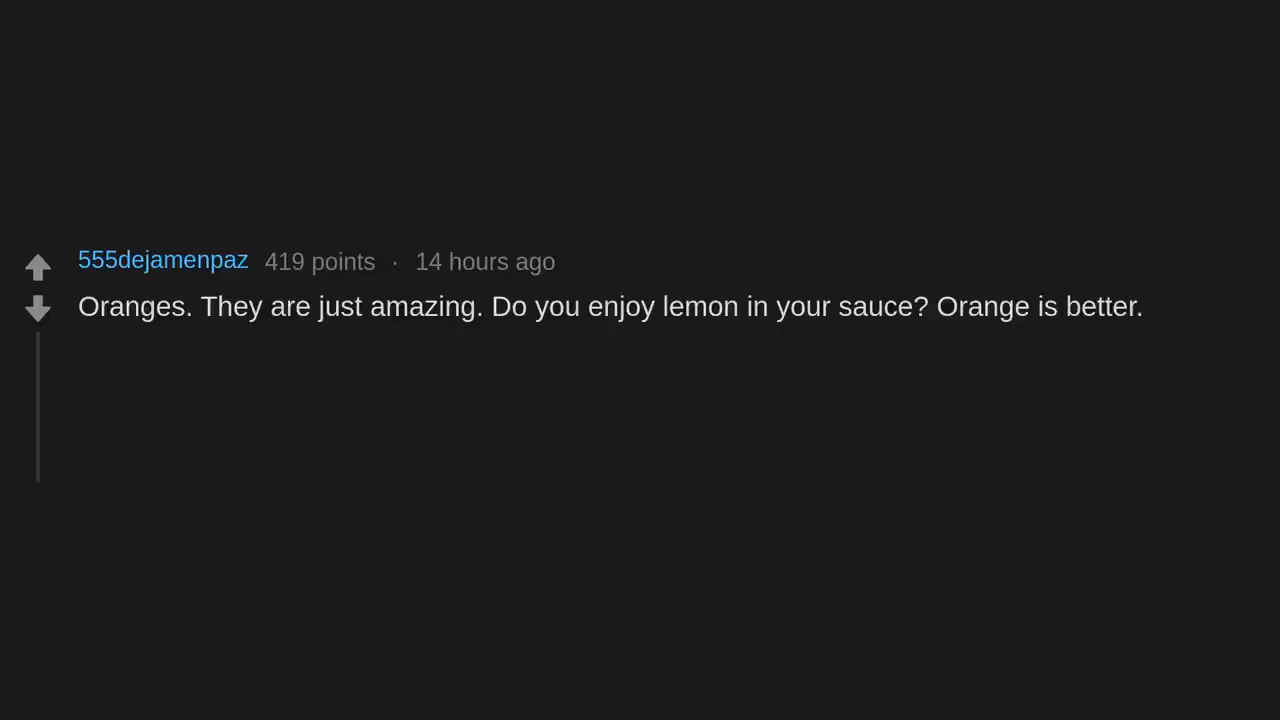 555dejamenpaz 419 points · 14 hours ago
Oranges. They are just amazing. Do you enjoy lemon in your sauce? Orange is better.